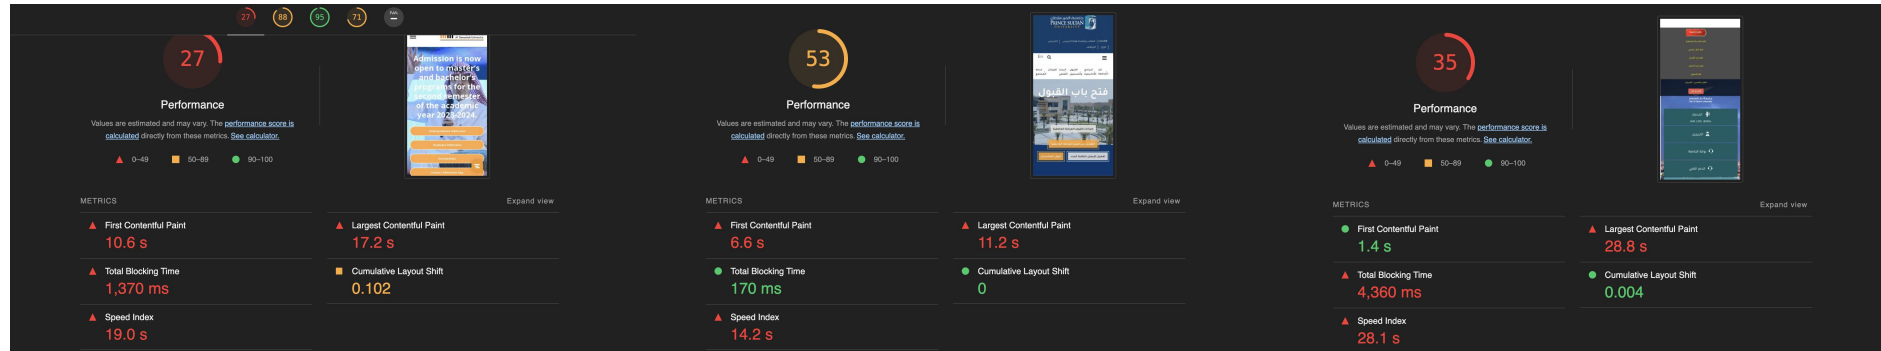 27 88 95 71
27
Performance
Values are estimated and may vary. The performance score is
calculated directly from these metrics. See calculator.
0–49 50–89 90–100
Admission is now
open to master's
and bachelor's
programs for the
second semester
of the academic
year 2023-2024.
METRICS
Expand view
First Contentful Paint
10.6 s
Largest Contentful Paint
17.2 s
Total Blocking Time
1,370 ms
Cumulative Layout Shift
0.102
Speed Index
19.0 s
53
Performance
Values are estimated and may vary. The performance score is
calculated directly from these metrics. See calculator.
0–49 50–89 90–100
PRINCE SULTAN
UNIVERSITY
فتح باب القبول
METRICS
Expand view
First Contentful Paint
6.6 s
Largest Contentful Paint
11.2 s
Total Blocking Time
170 ms
Cumulative Layout Shift
0
Speed Index
14.2 s
35
Performance
Values are estimated and may vary. The performance score is
calculated directly from these metrics. See calculator.
0–49 50–89 90–100
METRICS
Expand view
First Contentful Paint
1.4 s
Largest Contentful Paint
28.8 s
Total Blocking Time
4,360 ms
Cumulative Layout Shift
0.004
Speed Index
28.1 s